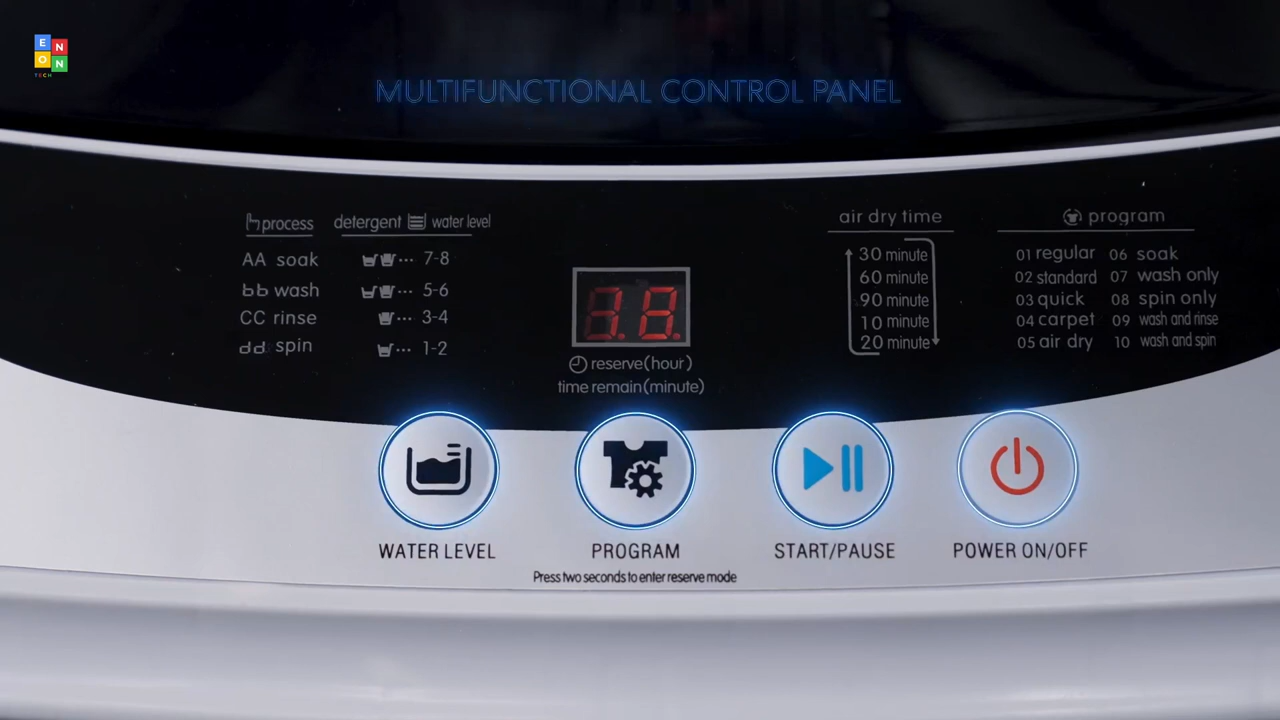 E N
O N
TECH
MULTIFUNCTIONAL CONTROL PANEL
process
AA soak
bb wash
CC rinse
dd spin
detergent water level
7-8
5-6
3-4
1-2
reserve(hour)
time remain(minute)
air dry time
30 minute
60 minute
90 minute
10 minute
20 minute
program
01 regular 06 soak
02 standard 07 wash only
03 quick 08 spin only
04 carpet 09 wash and rinse
05 air dry 10 wash and spin
WATER LEVEL
PROGRAM
START/PAUSE
POWER ON/OFF
Press two seconds to enter reserve mode